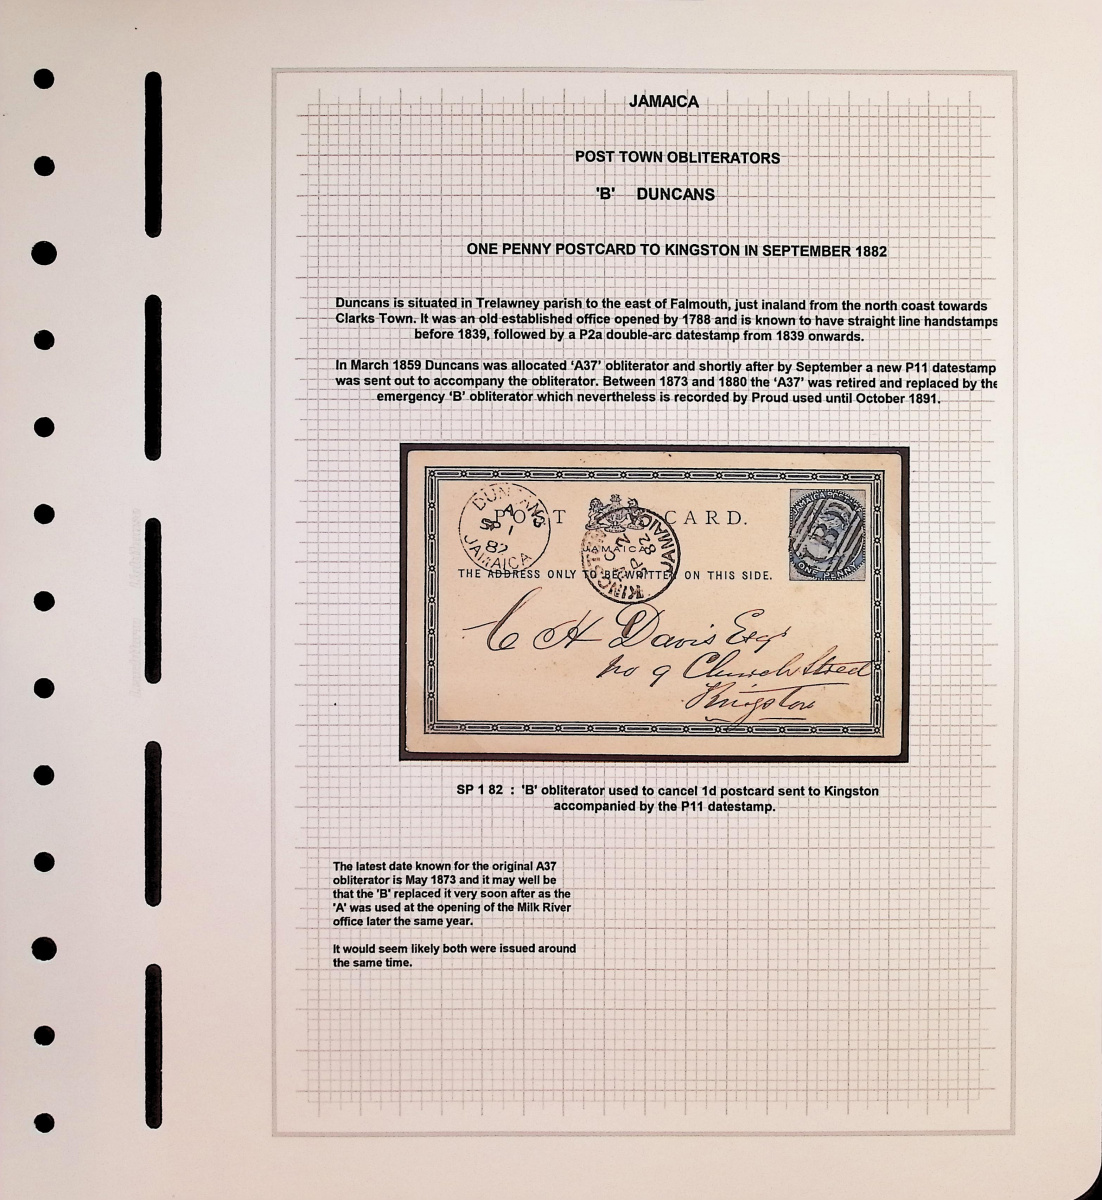 JAMAICA
POST TOWN OBLITERATORS
'B' DUNCANS
ONE PENNY POSTCARD TO KINGSTON IN SEPTEMBER 1882
Duncans is situated in Trelawney parish to the east of Falmouth, just inaland from the north coast towards
Clarks Town. It was an old established office opened by 1788 and is known to have straight line handstamps
before 1839, followed by a P2a double-arc datestamp from 1839 onwards.
In March 1859 Duncans was allocated 'A37' obliterator and shortly after by September a new P11 datestamp
was sent out to accompany the obliterator. Between 1873 and 1880 the 'A37' was retired and replaced by the
emergency 'B' obliterator which nevertheless is recorded by Proud used until October 1891.
DUNCANS
A
SP 1
82
JAMAICA
POST CARD.
JAMAICA
THE ADDRESS ONLY TO BE WRITTEN ON THIS SIDE.
KINGSTON
A
SP
82
JAMAICA
B
ONE PENNY
C H Davis Esqr
No 9 Church Street
Kingston
SP 1 82 : 'B' obliterator used to cancel 1d postcard sent to Kingston
accompanied by the P11 datestamp.
The latest date known for the original A37
obliterator is May 1873 and it may well be
that the 'B' replaced it very soon after as the
'A' was used at the opening of the Milk River
office later the same year.
It would seem likely both were issued around
the same time.